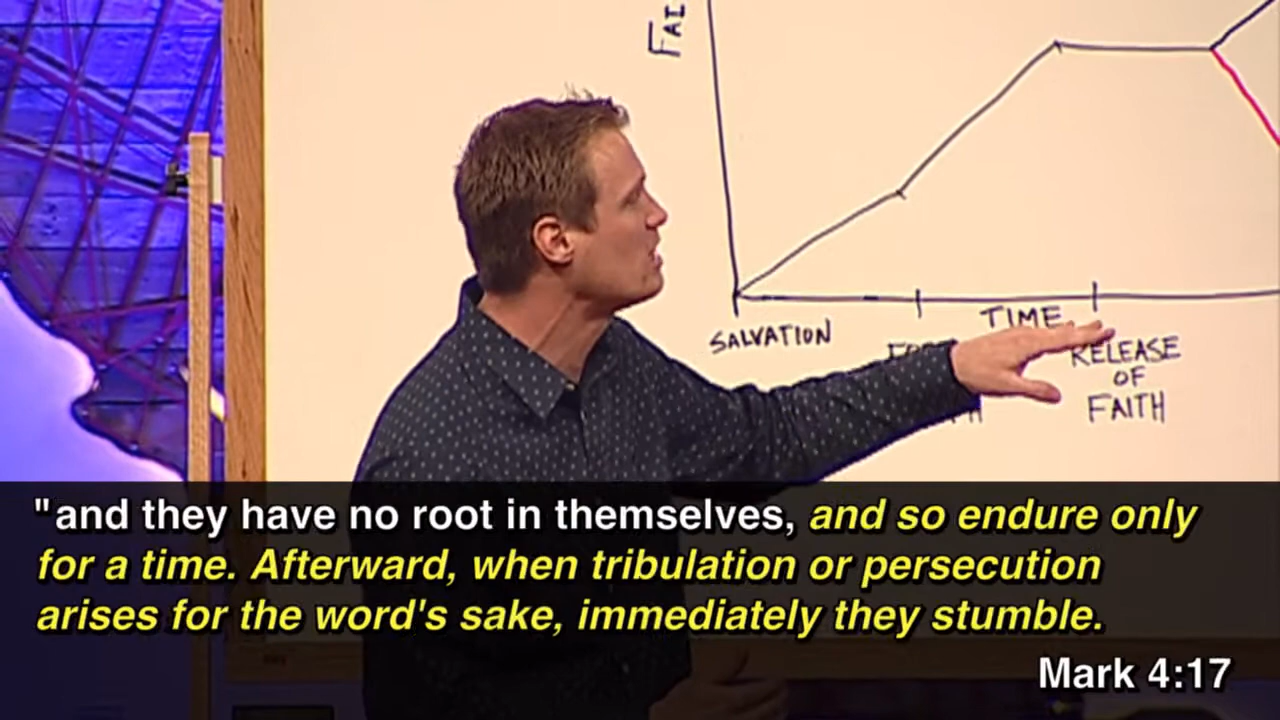 FAI
TIME
SALVATION
RELEASE
OF
FAITH
"and they have no root in themselves, and so endure only
for a time. Afterward, when tribulation or persecution
arises for the word's sake, immediately they stumble.
Mark 4:17